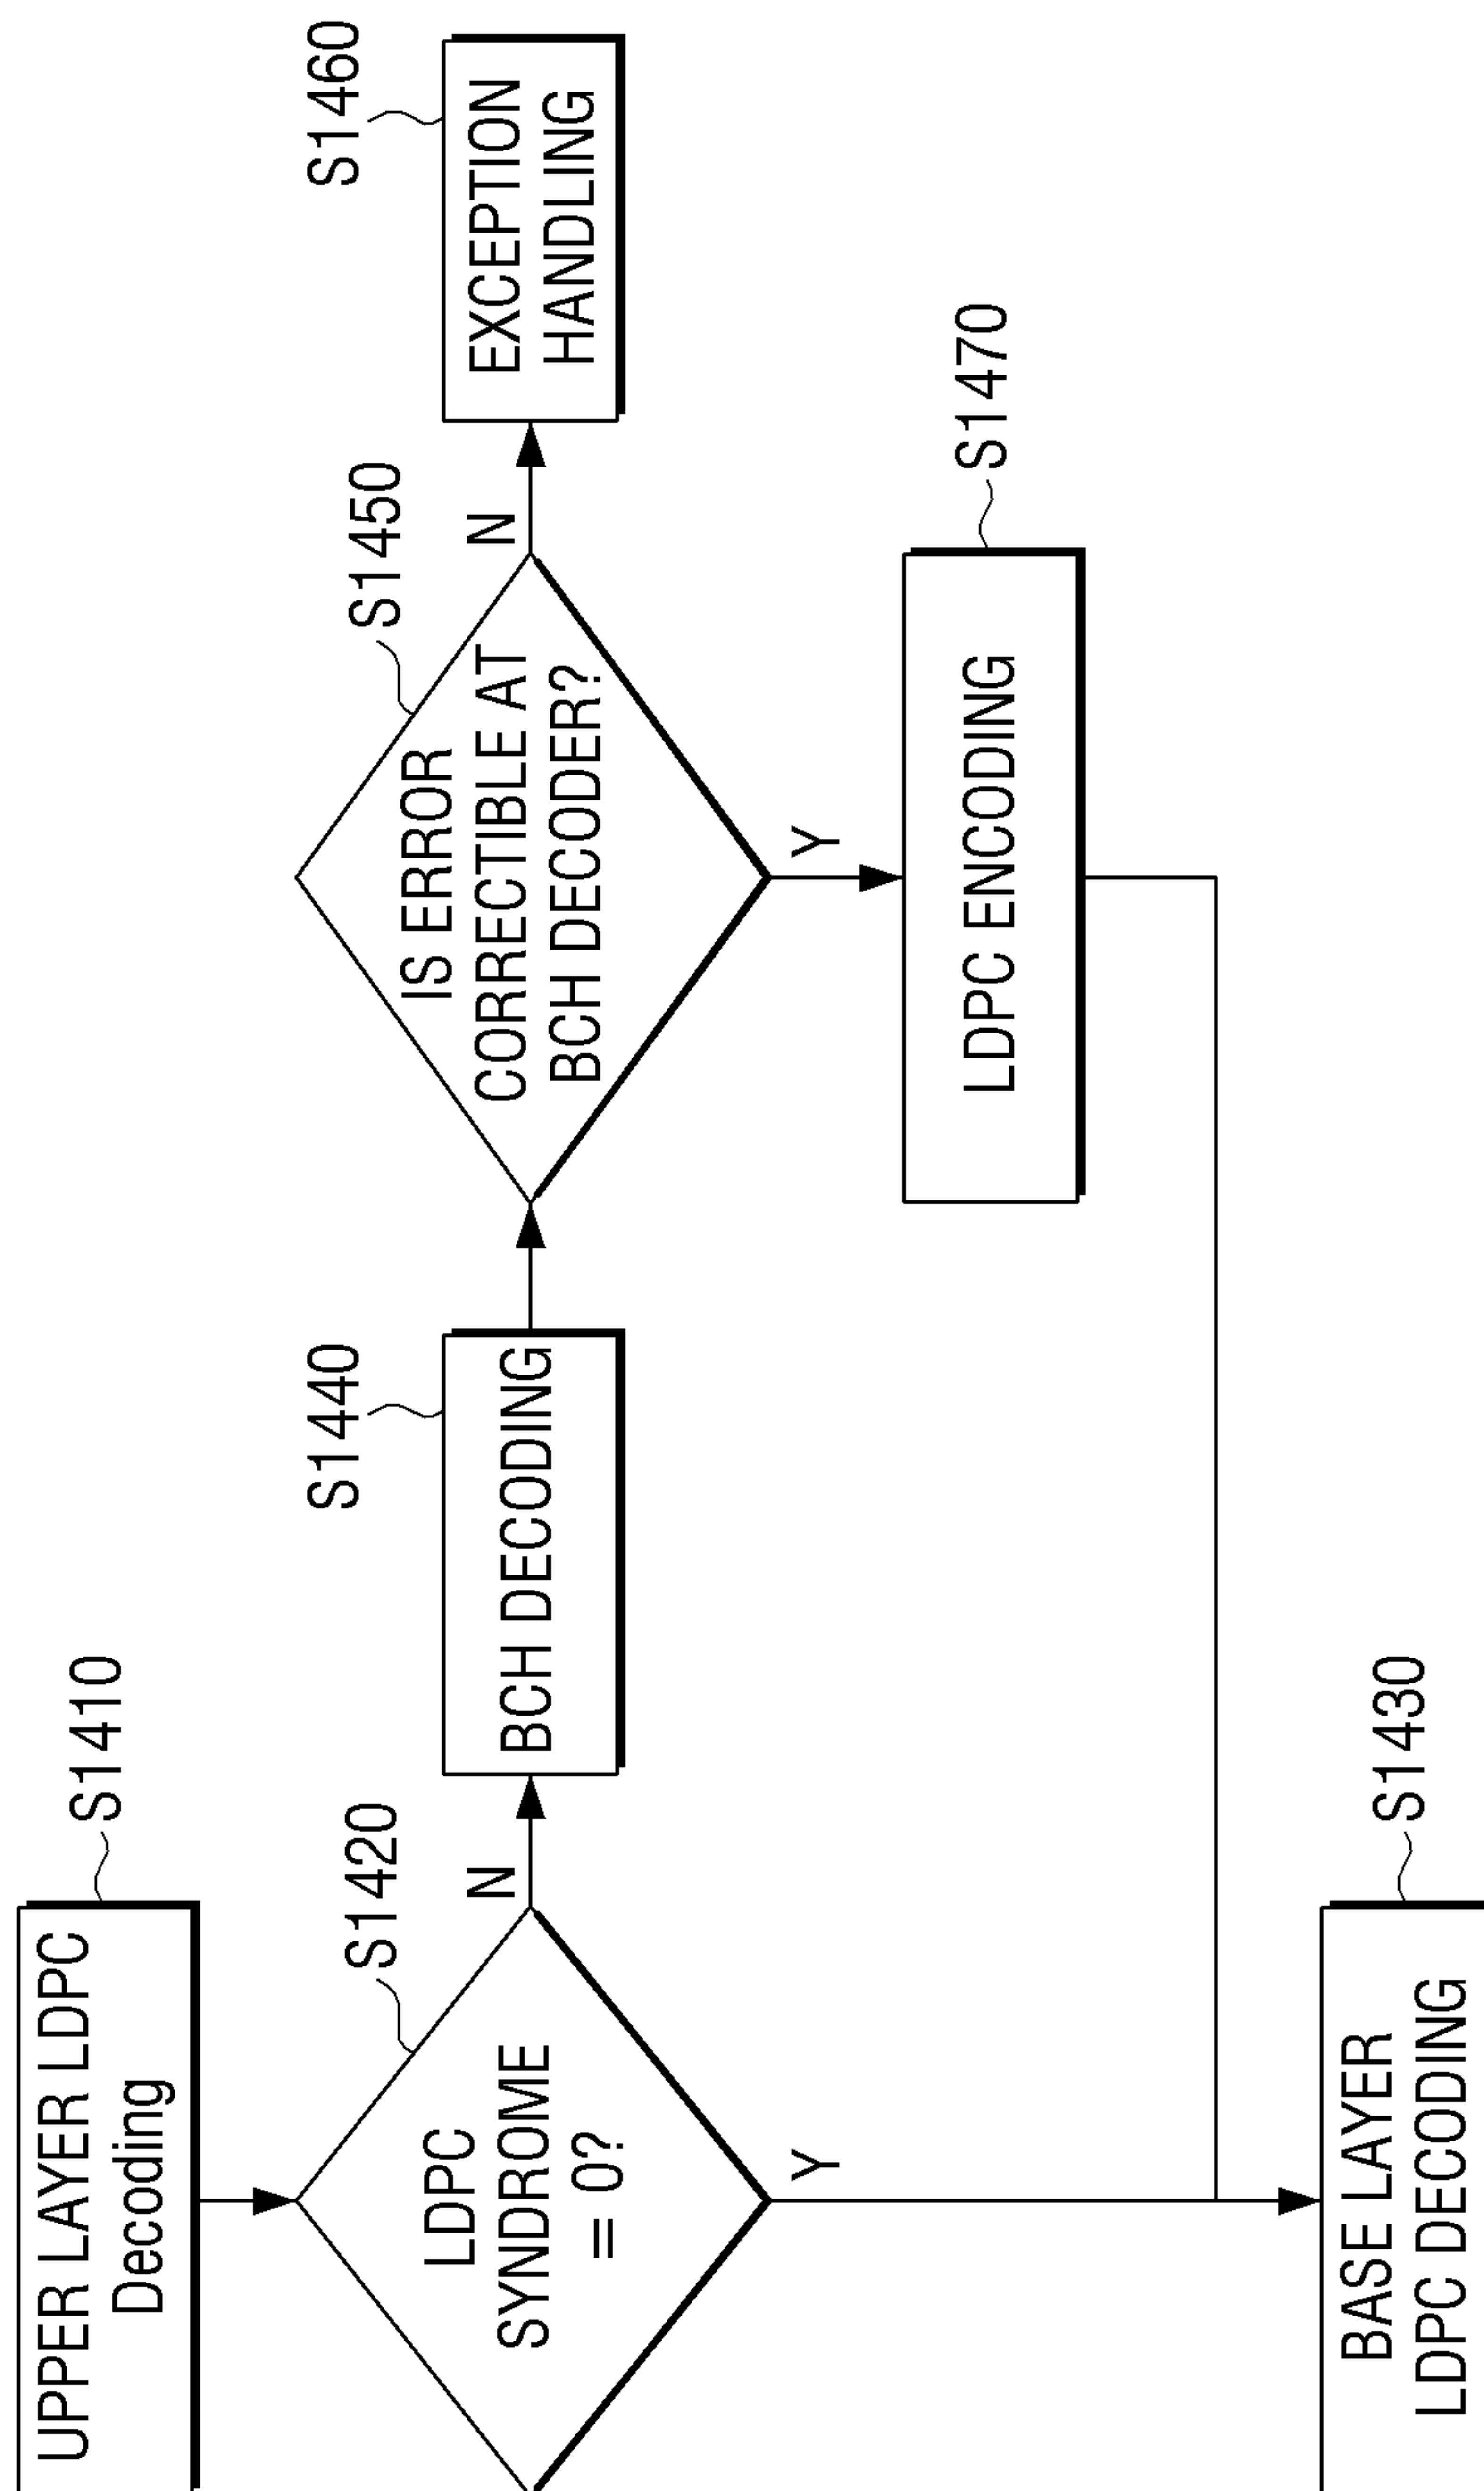 UPPER LAYER LDPC
Decoding
S1410
LDPC
SYNDROME
= 0?
S1420
N
Y
BCH DECODING
S1440
IS ERROR
CORRECTIBLE AT
BCH DECODER?
S1450
N
Y
EXCEPTION
HANDLING
S1460
LDPC ENCODING
S1470
BASE LAYER
LDPC DECODING
S1430